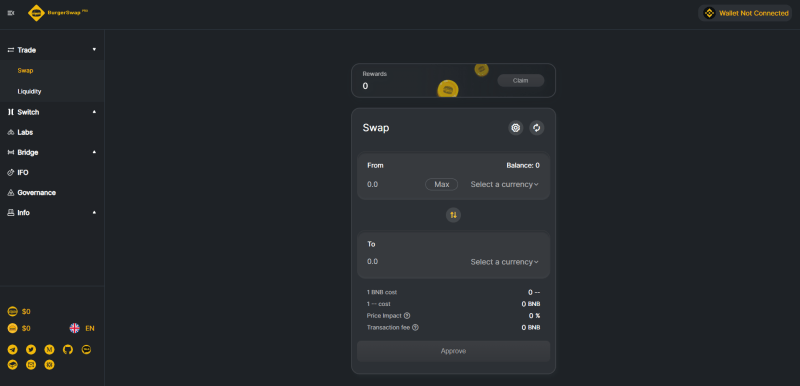 BurgerSwap PRO
Wallet Not Connected
Trade
Swap
Liquidity
Switch
Labs
Bridge
IFO
Governance
Info
$0
$0
EN
Rewards
0
Claim
Swap
From
Balance: 0
0.0
Max
Select a currency
To
0.0
Select a currency
1 BNB cost
0 --
1 -- cost
0 BNB
Price Impact
0 %
Transaction fee
0 BNB
Approve